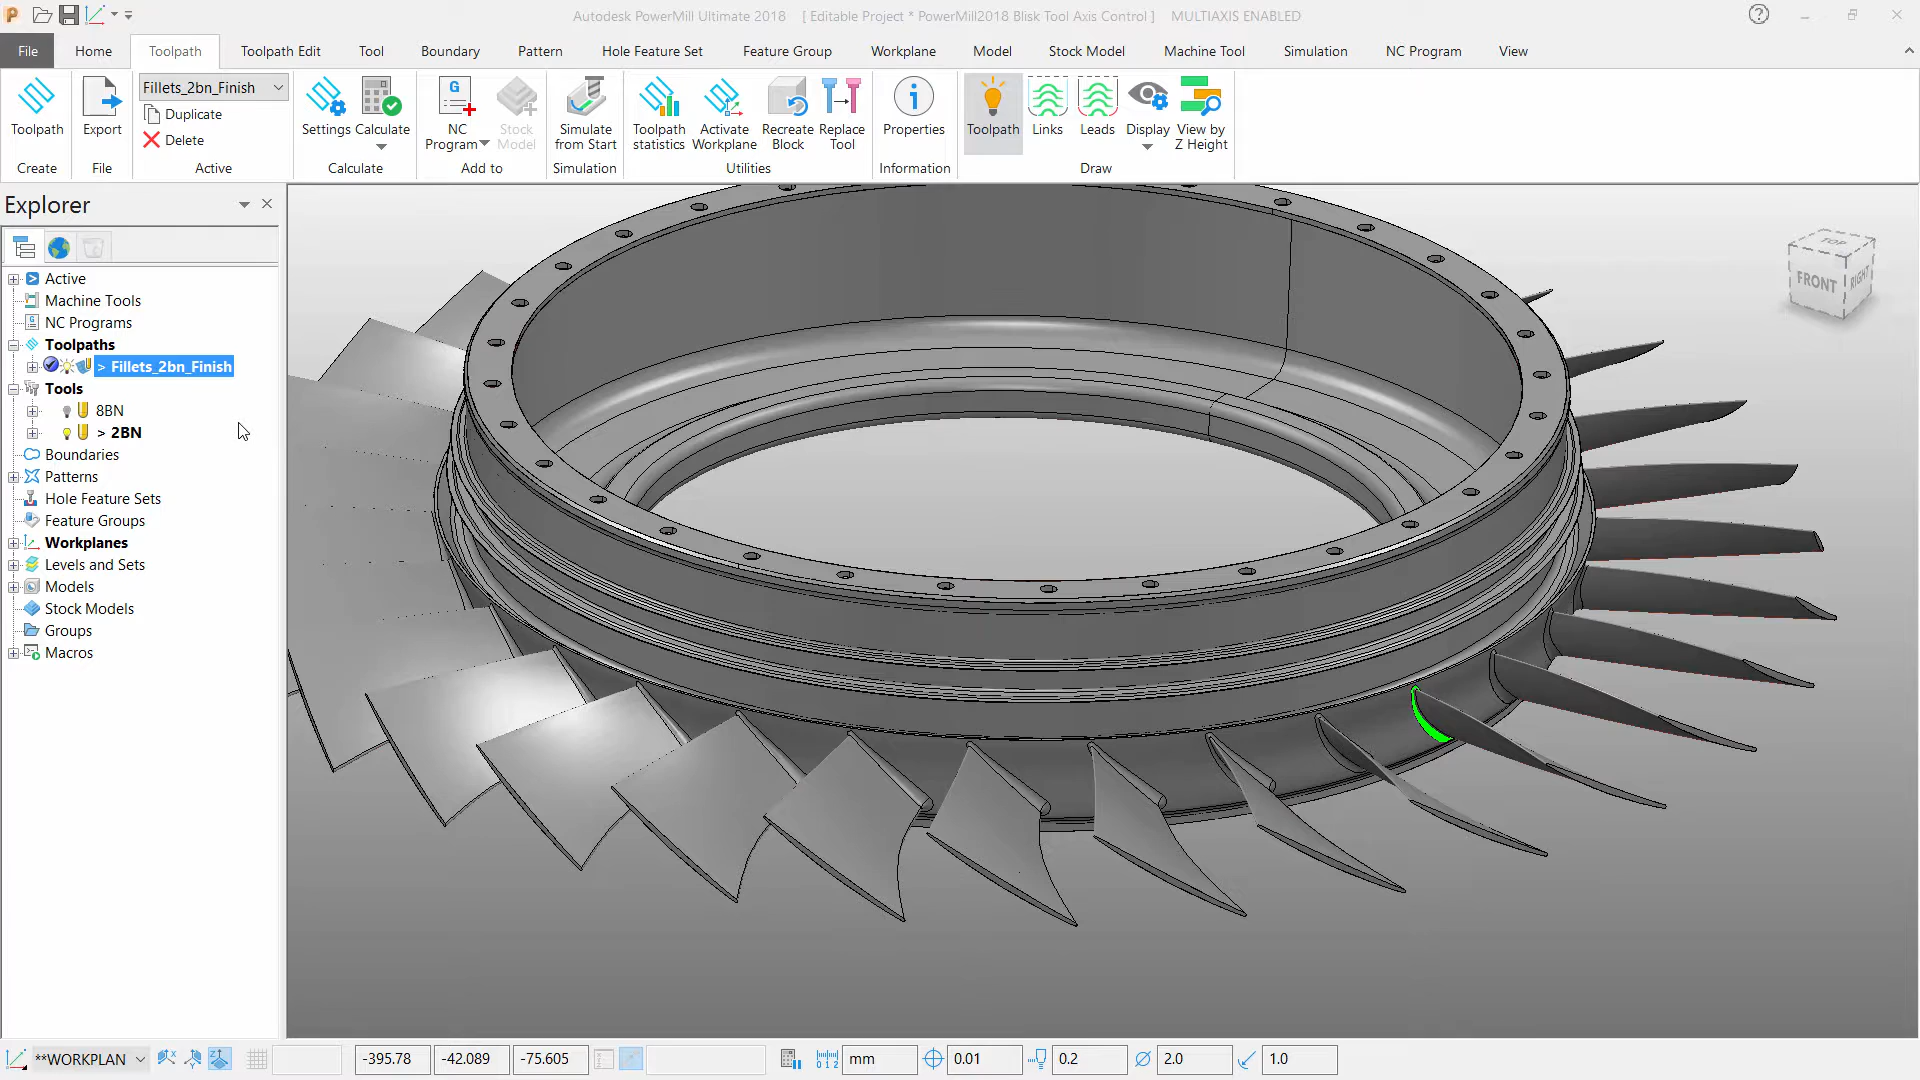 Autodesk PowerMill Ultimate 2018 [ Editable Project * PowerMill2018 Blisk Tool Axis Control ] MULTIAXIS ENABLED
File Home Toolpath Toolpath Edit Tool Boundary Pattern Hole Feature Set Feature Group Workplane Model Stock Model Machine Tool Simulation NC Program View
Fillets_2bn_Finish
Duplicate
Delete
Toolpath
Export
Settings
Calculate
NC
Program
Stock
Model
Simulate
from Start
Toolpath
statistics
Activate
Workplane
Recreate
Block
Replace
Tool
Properties
Toolpath
Links
Leads
Display
View by
Z Height
Create File Active Calculate Add to Simulation Utilities Information Draw
Explorer
Active
Machine Tools
NC Programs
Toolpaths
> Fillets_2bn_Finish
Tools
8BN
> 2BN
Boundaries
Patterns
Hole Feature Sets
Feature Groups
Workplanes
Levels and Sets
Models
Stock Models
Groups
Macros
TOP
FRONT
RIGHT
**WORKPLAN -395.78 -42.089 -75.605 mm 0.01 0.2 2.0 1.0